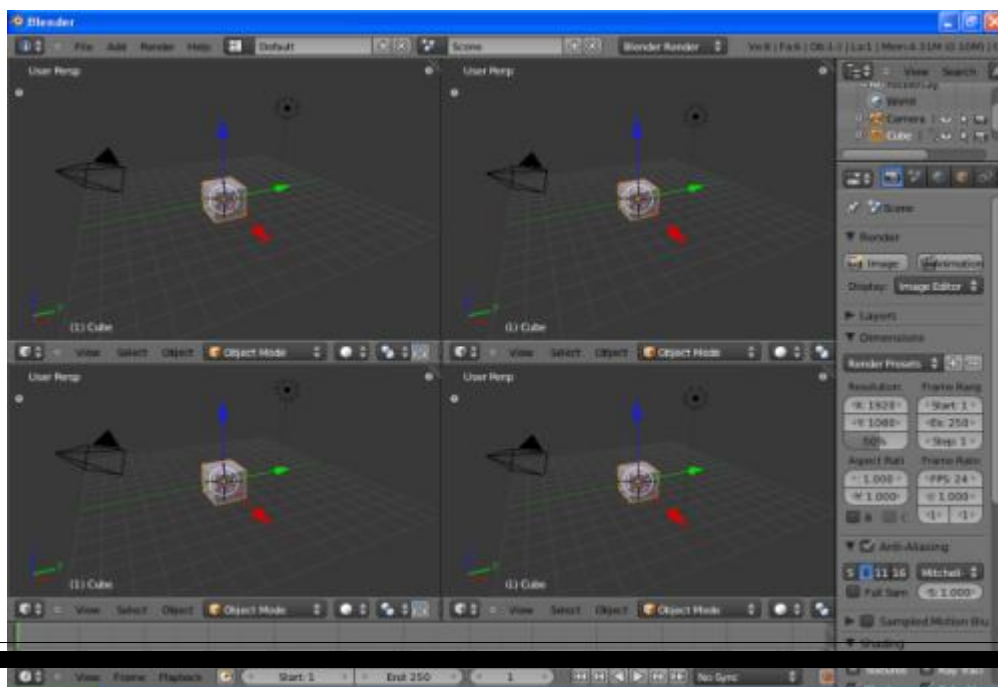 Blender
File Add Render Help Default Scene Blender Render
View Search
World
Camera
Cube
User Persp
(1) Cube
View Select Object Object Mode
User Persp
(1) Cube
View Select Object Object Mode
User Persp
(1) Cube
View Select Object Object Mode
User Persp
(1) Cube
View Select Object Object Mode
Scene
Render
Image Animation
Display: Image Editor
Layers
Dimensions
Render Presets
Resolution: Frame Rang
X: 1920 Start: 1
Y: 1080 En: 250
50% Step: 1
Aspect Rati Frame Rate
1.000 FPS: 24
1.000 1.000
B C
Anti-Aliasing
5 8 11 16 Mitchell-
Full Sam S: 1.000
Sampled Motion Blu
Shading
View Frame Playback Start: 1 End: 250 1 No Sync